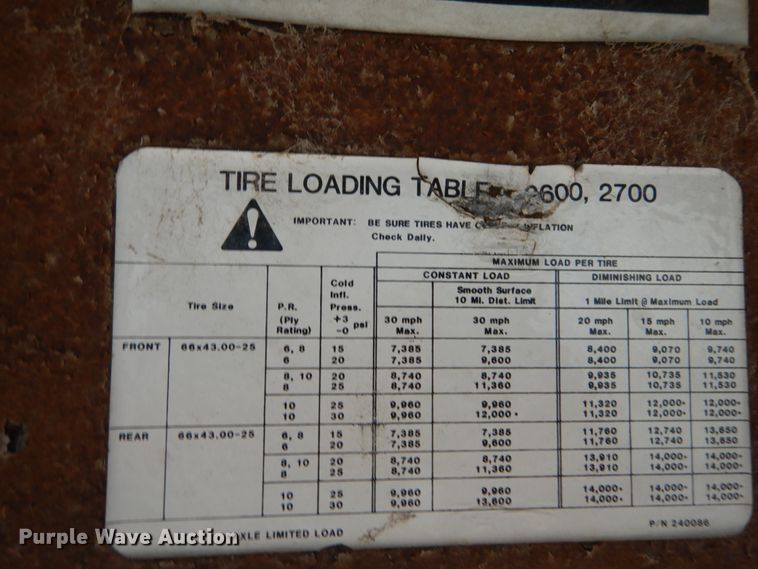 TIRE LOADING TABLE 2600, 2700
IMPORTANT: BE SURE TIRES HAVE INFLATION
Check Daily.
MAXIMUM LOAD PER TIRE
CONSTANT LOAD DIMINISHING LOAD
Tire Size P.R. (Ply Rating) Cold Infl. Press. +3 -0 psi Smooth Surface 10 Mi. Dist. Limit 1 Mile Limit @ Maximum Load
30 mph Max. 30 mph Max. 20 mph Max. 15 mph Max. 10 mph Max.
FRONT 66x43.00-25 6, 8 15 7,385 7,385 8,400 9,070 9,740
6 20 7,385 9,600 8,400 9,070 9,740
8, 10 20 8,740 8,740 9,935 10,735 11,530
8 25 8,740 11,360 9,935 10,735 11,530
10 25 9,960 9,960 11,320 12,000* 12,000*
10 30 9,960 12,000* 11,320 12,000* 12,000*
REAR 66x43.00-25 6, 8 15 7,385 7,385 11,760 12,740 13,650
6 20 7,385 9,600 11,760 12,740 13,650
8, 10 20 8,740 8,740 13,910 14,000* 14,000*
8 25 8,740 11,360 13,910 14,000* 14,000*
10 25 9,960 9,960 14,000* 14,000* 14,000*
10 30 9,960 13,600 14,000* 14,000* 14,000*
P/N 240086
XLE LIMITED LOAD
Purple Wave Auction